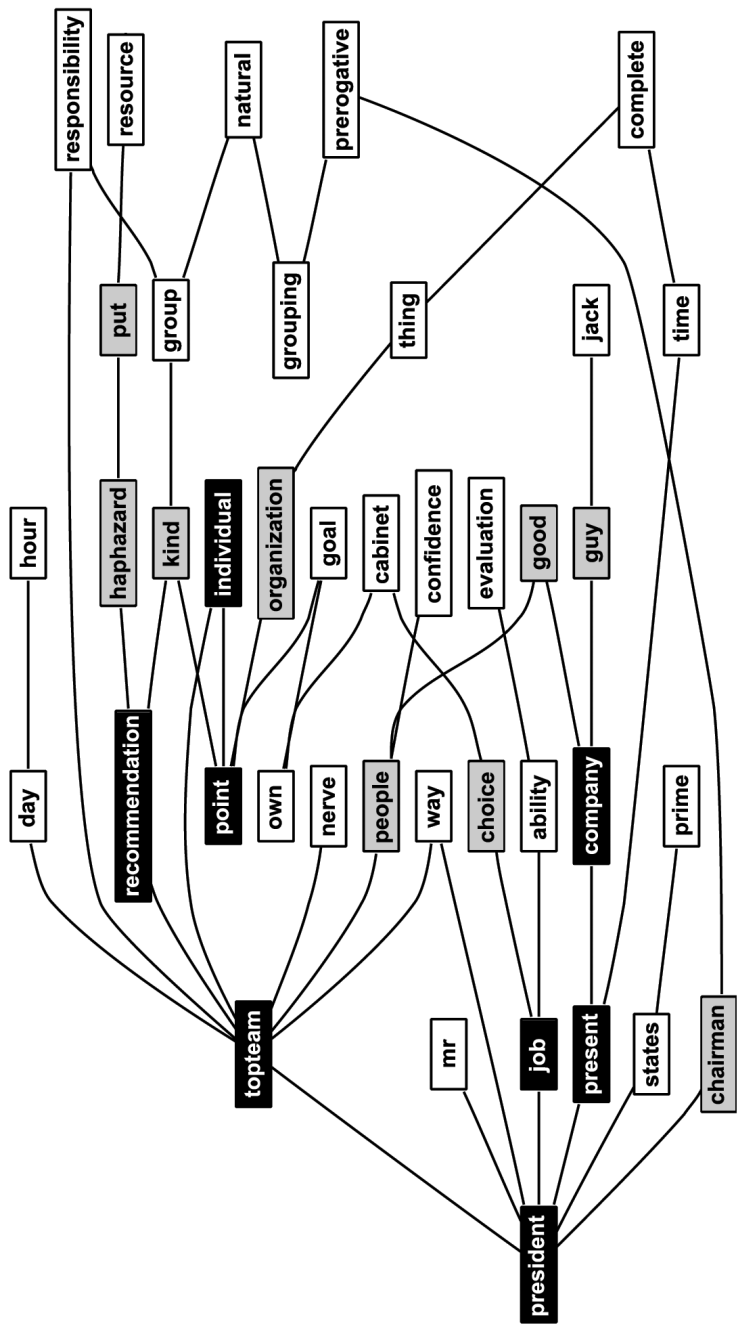 responsibility
resource
natural
prerogative
complete
put
group
grouping
thing
jack
time
hour
haphazard
kind
individual
organization
goal
cabinet
confidence
evaluation
good
guy
day
recommendation
point
own
nerve
people
way
choice
ability
company
prime
topteam
mr
job
present
states
chairman
president